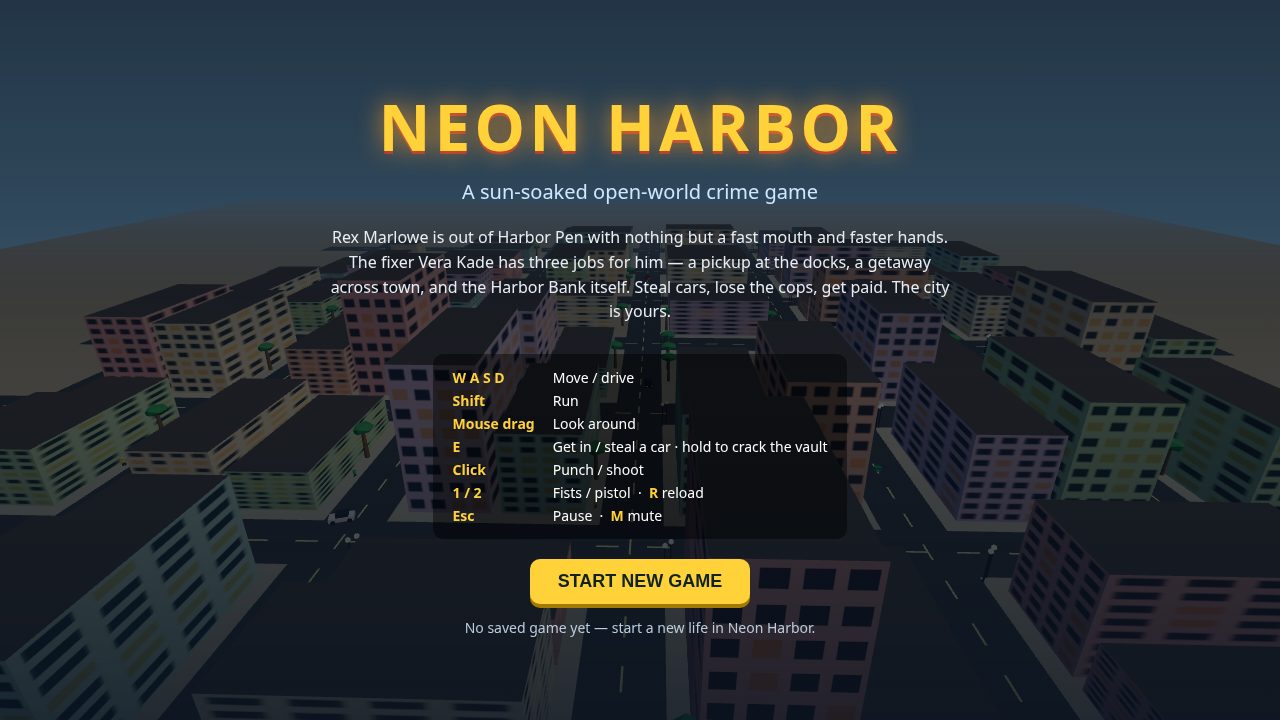 NEON HARBOR
A sun-soaked open-world crime game
Rex Marlowe is out of Harbor Pen with nothing but a fast mouth and faster hands.
The fixer Vera Kade has three jobs for him — a pickup at the docks, a getaway
across town, and the Harbor Bank itself. Steal cars, lose the cops, get paid. The city
is yours.
W A S D Move / drive
Shift Run
Mouse drag Look around
E Get in / steal a car · hold to crack the vault
Click Punch / shoot
1 / 2 Fists / pistol · R reload
Esc Pause · M mute
START NEW GAME
No saved game yet — start a new life in Neon Harbor.